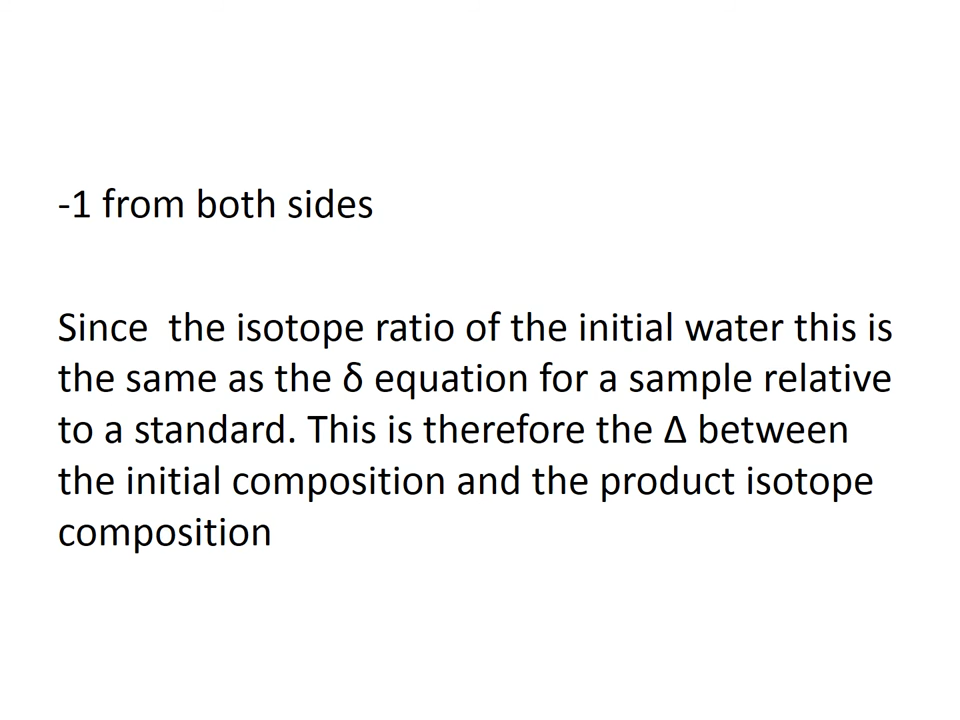 -1 from both sides
Since  the isotope ratio of the initial water this is
the same as the δ equation for a sample relative
to a standard. This is therefore the Δ between
the initial composition and the product isotope
composition